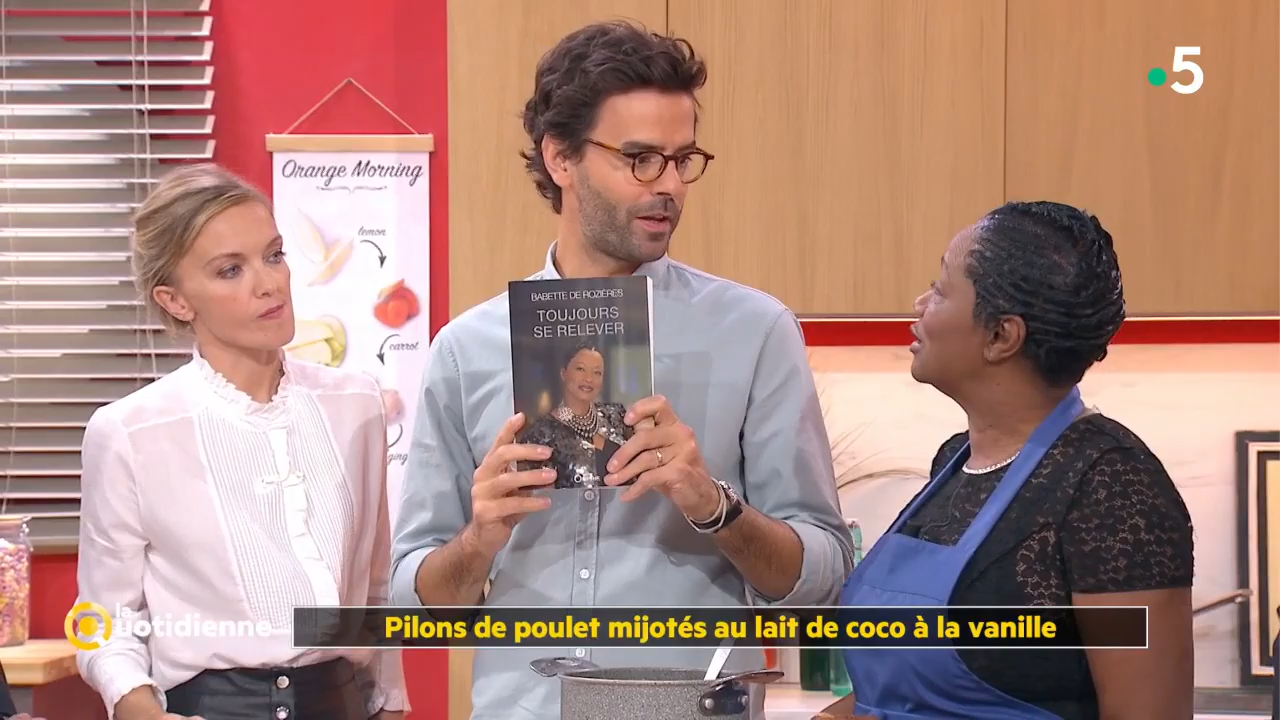 5
Orange Morning
lemon
carrot
BABETTE DE ROZIÈRES
TOUJOURS
SE RELEVER
la
Quotidienne
Pilons de poulet mijotés au lait de coco à la vanille